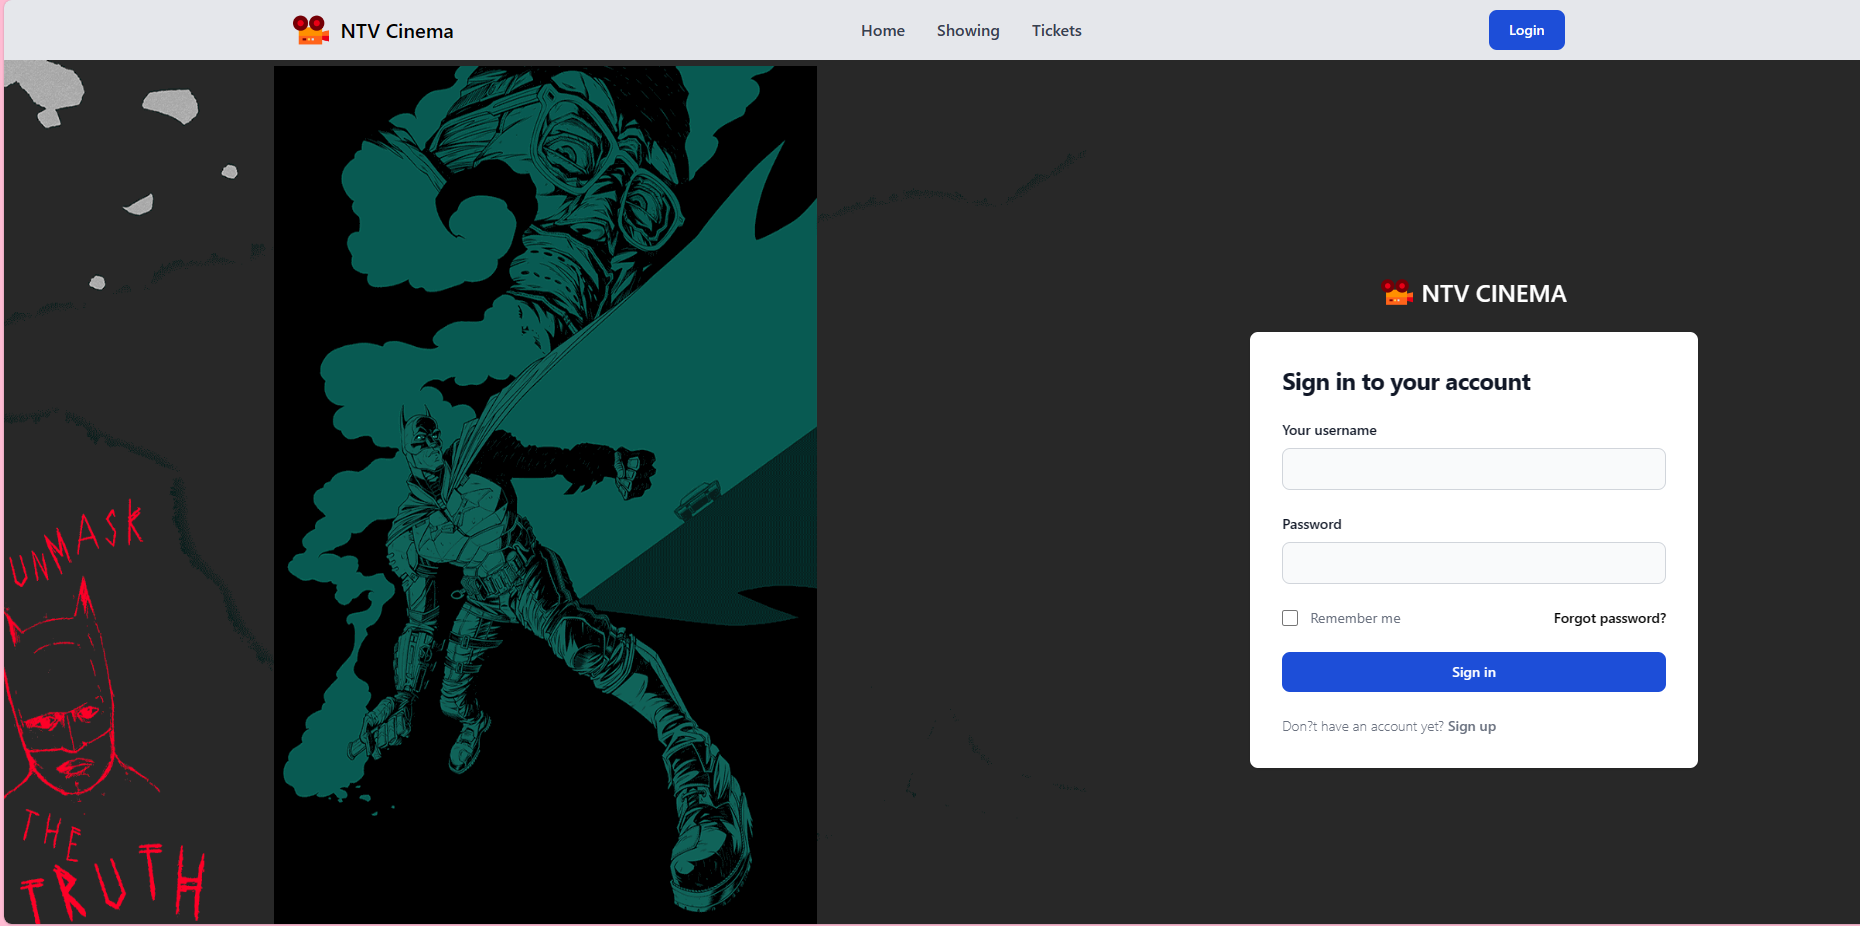 NTV Cinema
Home
Showing
Tickets
Login
UNMASK
THE
TRUTH
NTV CINEMA
Sign in to your account
Your username
Password
Remember me
Forgot password?
Sign in
Don?t have an account yet? Sign up